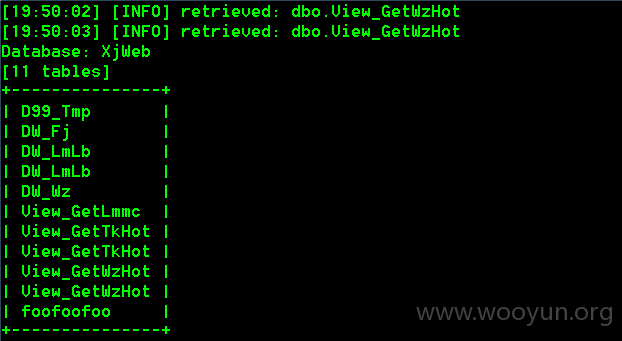 [19:50:02] [INFO] retrieved: dbo.View_GetWzHot
[19:50:03] [INFO] retrieved: dbo.View_GetWzHot
Database: XjWeb
[11 tables]
+---------------+
| D99_Tmp       |
| DW_Fj         |
| DW_LmLb       |
| DW_LmLb       |
| DW_Wz         |
| View_GetLmmc  |
| View_GetTkHot |
| View_GetTkHot |
| View_GetWzHot |
| View_GetWzHot |
| foofoofoo     |
+---------------+
www.wooyun.org